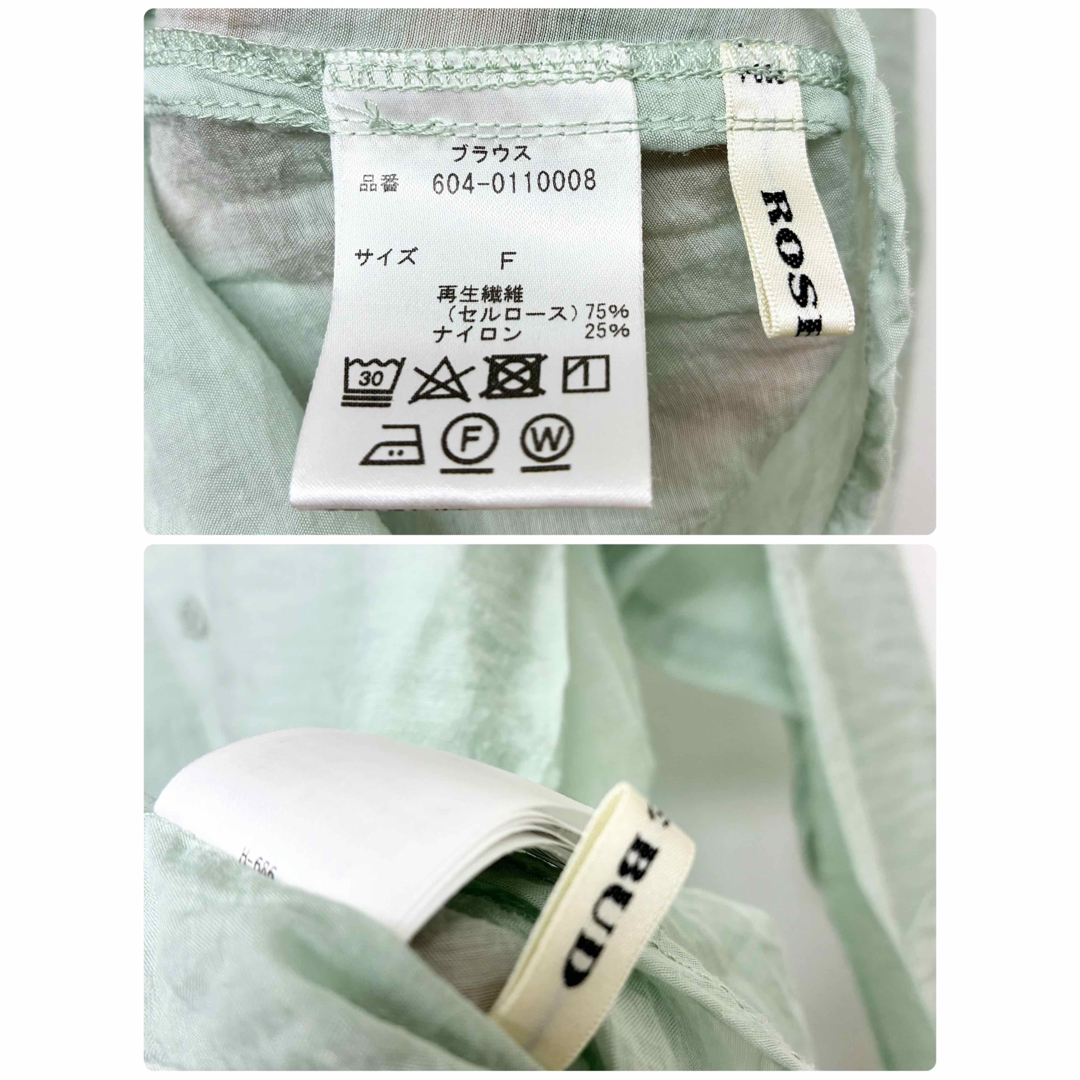 ブラウス
品番 604-0110008
サイズ F
再生繊維
(セルロース) 75%
ナイロン 25%
30
F W
ROSE
H-666
BUD